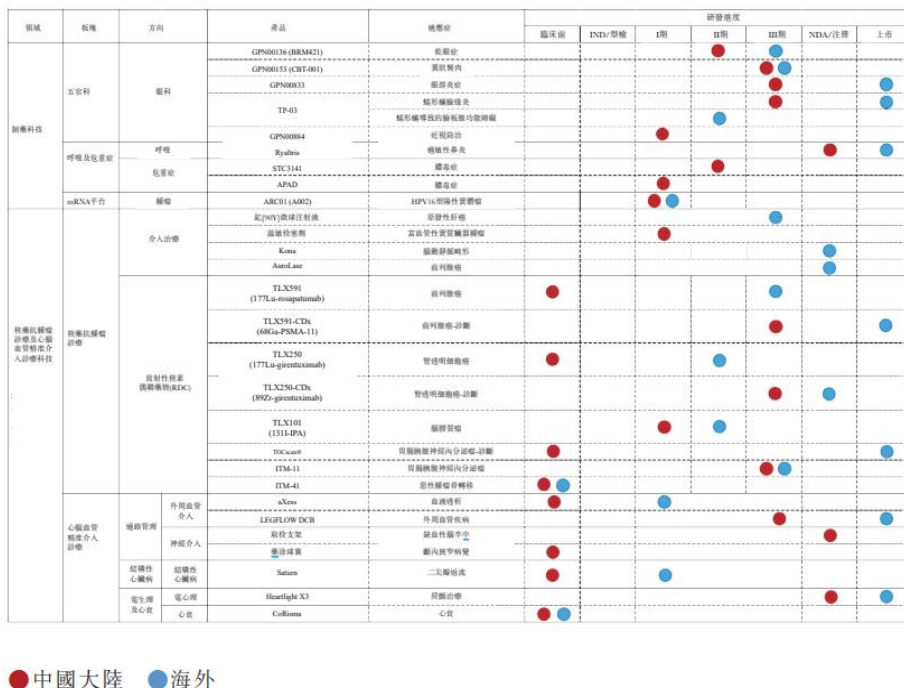 研發進度
領域 板塊 方向 產品 適應症 臨床前 IND/型檢 I期 II期 III期 NDA/注冊 上市
製藥科技 五官科 眼科 GPN00136 (BRM421) 乾眼症
GPN00153 (CBT-001) 翼狀胬肉
GPN00833 眼部炎症
TP-03 蠕形蟎瞼緣炎
蠕形蟎導致的瞼板腺功能障礙
GPN00884 近視防治
呼吸及危重症 呼吸 Ryaltris 過敏性鼻炎
危重症 STC3141 膿毒症
APAD 膿毒症
mRNA平台 腫瘤 ARC01 (A002) HPV16型陽性實體瘤
核藥抗腫瘤
診療及心腦
血管精準介
入診療科技
核藥抗腫瘤
診療
介入治療 釔[90Y]微球注射液 原發性肝癌
溫敏栓塞劑 富血管性實質臟器腫瘤
Kona 腦動靜脈畸形
AuroLase 前列腺癌
放射性核素
偶聯藥物(RDC)
TLX591
(177Lu-rosapatumab) 前列腺癌
TLX591-CDx
(68Ga-PSMA-11) 前列腺癌-診斷
TLX250
(177Lu-girentuximab) 腎透明細胞癌
TLX250-CDx
(89Zr-girentuximab) 腎透明細胞癌-診斷
TLX101
(131I-IPA) 腦膠質瘤
TOCscan® 胃腸胰腺神經內分泌瘤-診斷
ITM-11 胃腸胰腺神經內分泌瘤
ITM-41 惡性腫瘤骨轉移
心腦血管
精準介入
診療
通路管理 外周血管
介入
aXess 血液透析
LEGFLOW DCB 外周血管疾病
神經介入 取栓支架 缺血性腦卒中
藥塗球囊 顱內狹窄病變
結構性
心臟病
結構性
心臟病
Saturn 二尖瓣返流
電生理
及心衰
電心理 Heartlight X3 房顫治療
心衰 CoRisma 心衰
中國大陸 海外